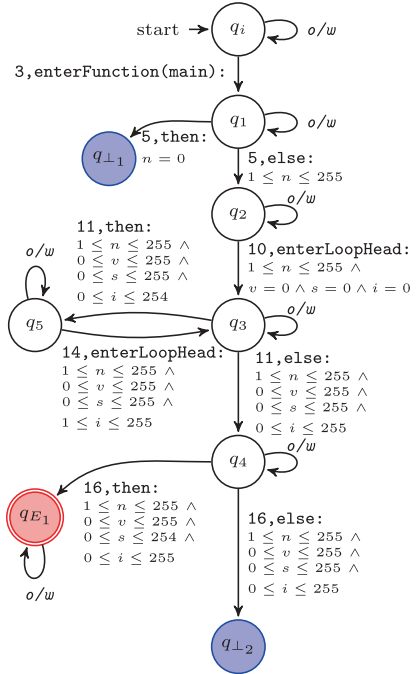 start
q_i
o/w
3,enterFunction(main):
q_1
o/w
5,then:
n = 0
q_⊥1
5,else:
1 ≤ n ≤ 255
q_2
o/w
11,then:
1 ≤ n ≤ 255 ∧
0 ≤ v ≤ 255 ∧
0 ≤ s ≤ 255 ∧
0 ≤ i ≤ 254
10,enterLoopHead:
1 ≤ n ≤ 255 ∧
v = 0 ∧ s = 0 ∧ i = 0
o/w
q_5
q_3
o/w
14,enterLoopHead:
1 ≤ n ≤ 255 ∧
0 ≤ v ≤ 255 ∧
0 ≤ s ≤ 255 ∧
1 ≤ i ≤ 255
11,else:
1 ≤ n ≤ 255 ∧
0 ≤ v ≤ 255 ∧
0 ≤ s ≤ 255 ∧
0 ≤ i ≤ 255
q_4
o/w
16,then:
1 ≤ n ≤ 255 ∧
0 ≤ v ≤ 255 ∧
0 ≤ s ≤ 254 ∧
0 ≤ i ≤ 255
q_E1
o/w
16,else:
1 ≤ n ≤ 255 ∧
0 ≤ v ≤ 255 ∧
0 ≤ s ≤ 255 ∧
0 ≤ i ≤ 255
q_⊥2